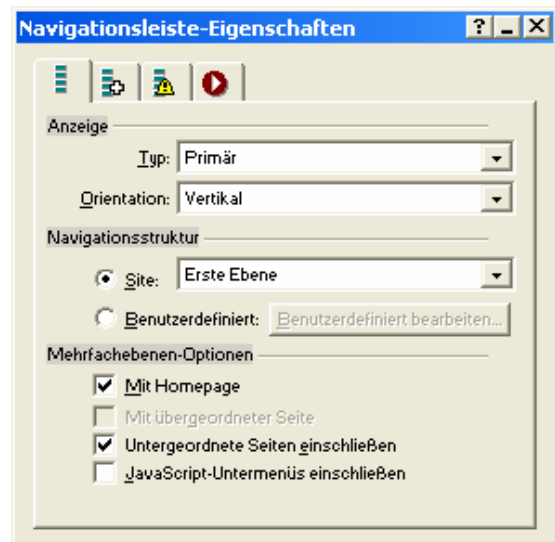 Navigationsleiste-Eigenschaften
Anzeige
Typ: Primär
Orientation: Vertikal
Navigationsstruktur
Site: Erste Ebene
Benutzerdefiniert: Benutzerdefiniert bearbeiten...
Mehrfachebenen-Optionen
Mit Homepage
Mit übergeordneter Seite
Untergeordnete Seiten einschließen
JavaScript-Untermenüs einschließen